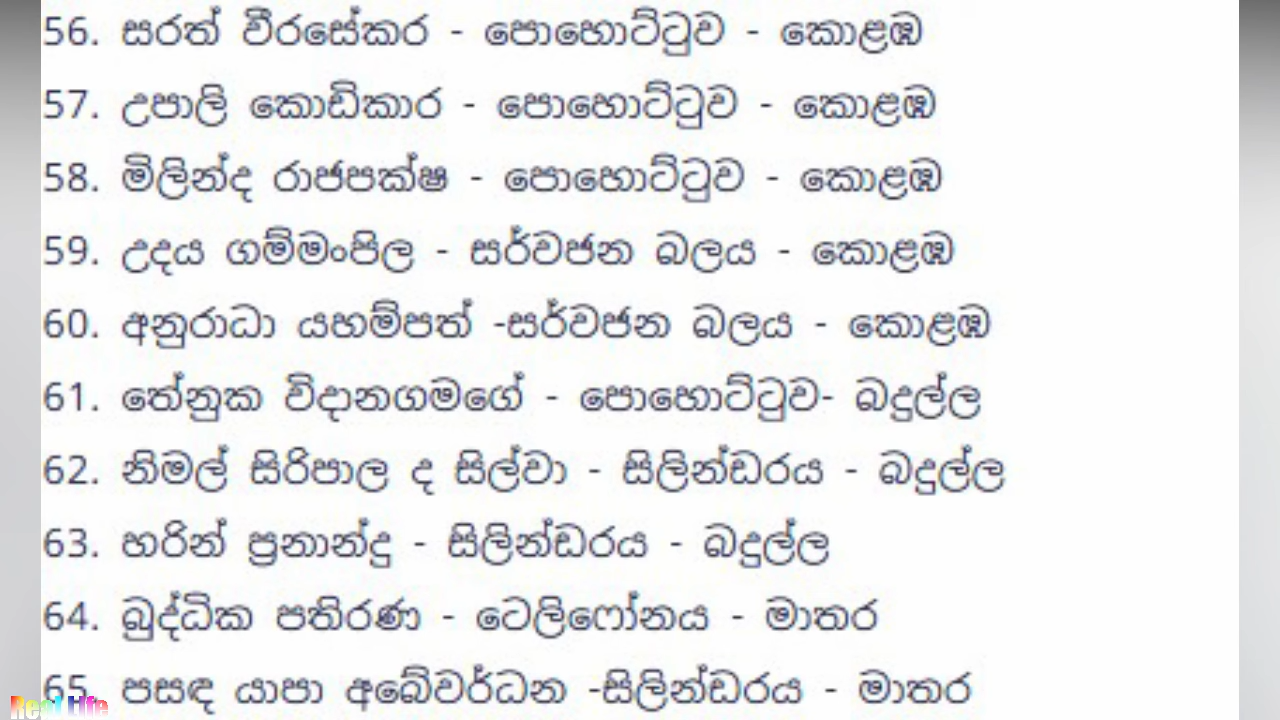 56. සරත් වීරසේකර - පොහොට්ටුව - කොළඹ
57. උපාලි කොඩිකාර - පොහොට්ටුව - කොළඹ
58. මිලින්ද රාජපක්ෂ - පොහොට්ටුව - කොළඹ
59. උදය ගම්මංපිල - සර්වජන බලය - කොළඹ
60. අනුරාධා යහම්පත් -සර්වජන බලය - කොළඹ
61. තේනුක විදානගමගේ - පොහොට්ටුව- බදුල්ල
62. නිමල් සිරිපාල ද සිල්වා - සිලින්ඩරය - බදුල්ල
63. හරින් ප්‍රනාන්දු - සිලින්ඩරය - බදුල්ල
64. බුද්ධික පතිරණ - ටෙලිෆෝනය - මාතර
65. පසඳ යාපා අබේවර්ධන -සිලින්ඩරය - මාතර
Real Life